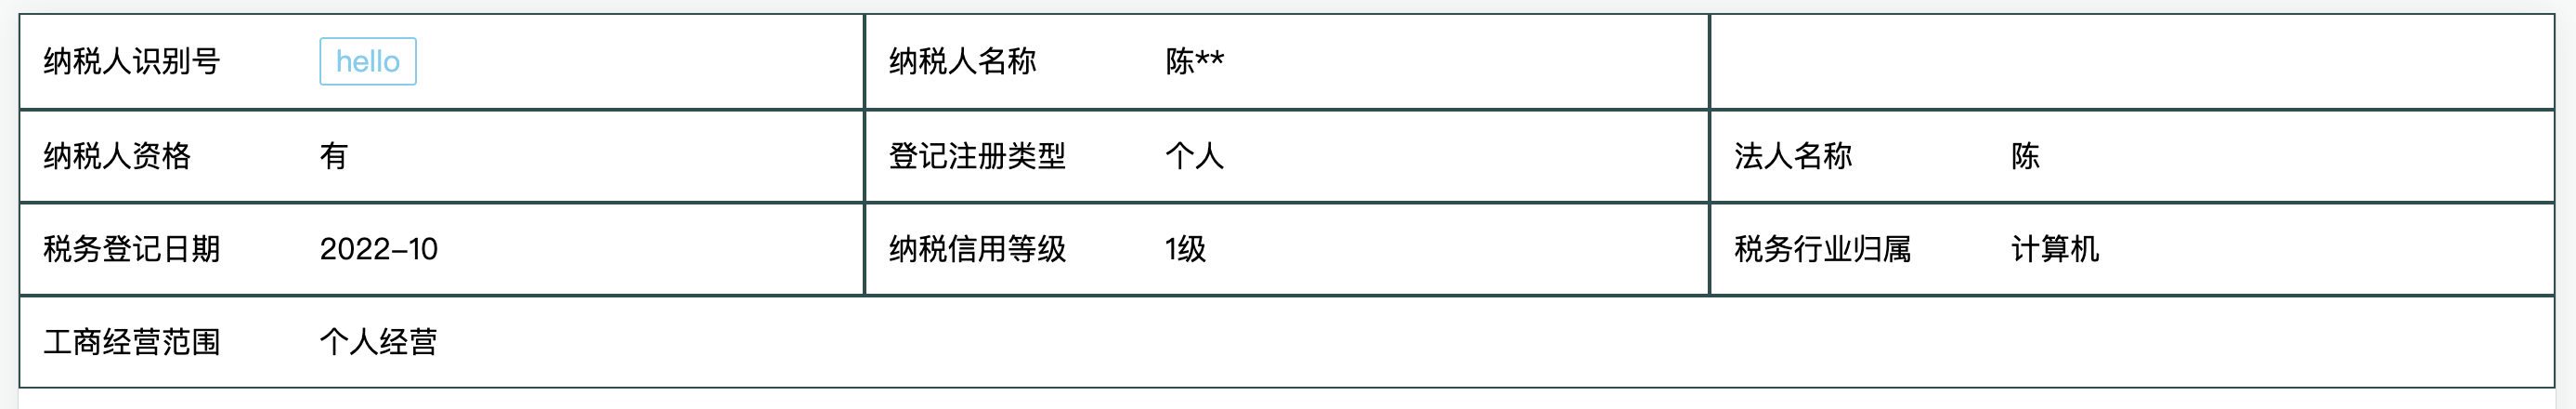 纳税人识别号 hello 纳税人名称 陈**
纳税人资格 有 登记注册类型 个人 法人名称 陈
税务登记日期 2022-10 纳税信用等级 1级 税务行业归属 计算机
工商经营范围 个人经营